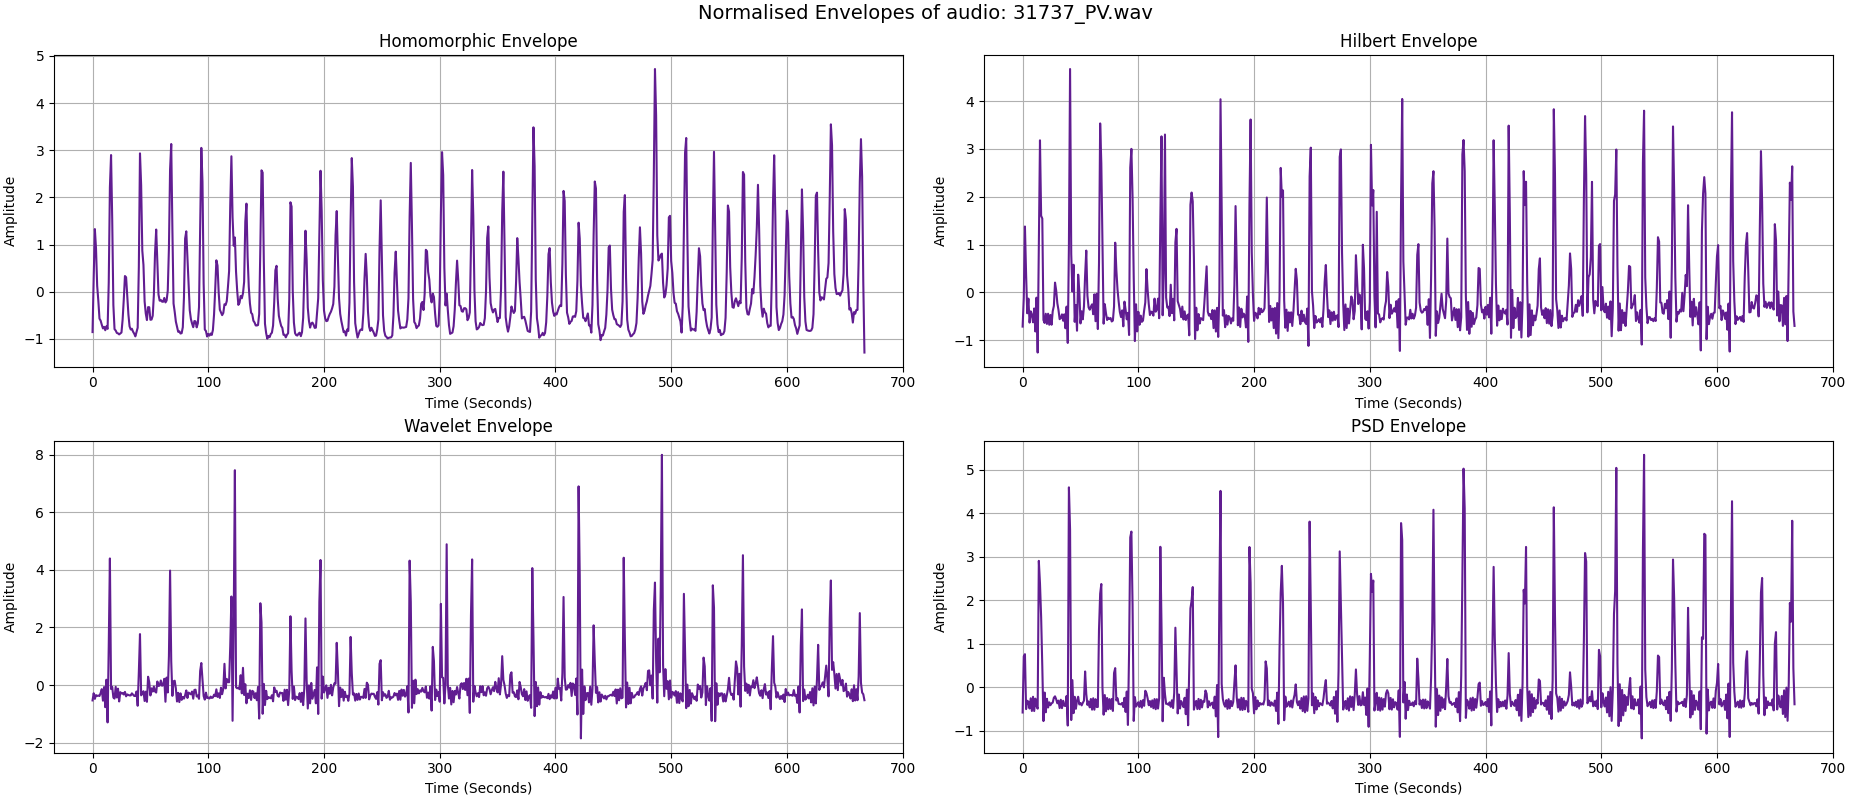 Normalised Envelopes of audio: 31737_PV.wav
Homomorphic Envelope
Amplitude
5
4
3
2
1
0
−1
0 100 200 300 400 500 600 700
Time (Seconds)
Hilbert Envelope
Amplitude
4
3
2
1
0
−1
0 100 200 300 400 500 600 700
Time (Seconds)
Wavelet Envelope
Amplitude
8
6
4
2
0
−2
0 100 200 300 400 500 600 700
Time (Seconds)
PSD Envelope
Amplitude
5
4
3
2
1
0
−1
0 100 200 300 400 500 600 700
Time (Seconds)